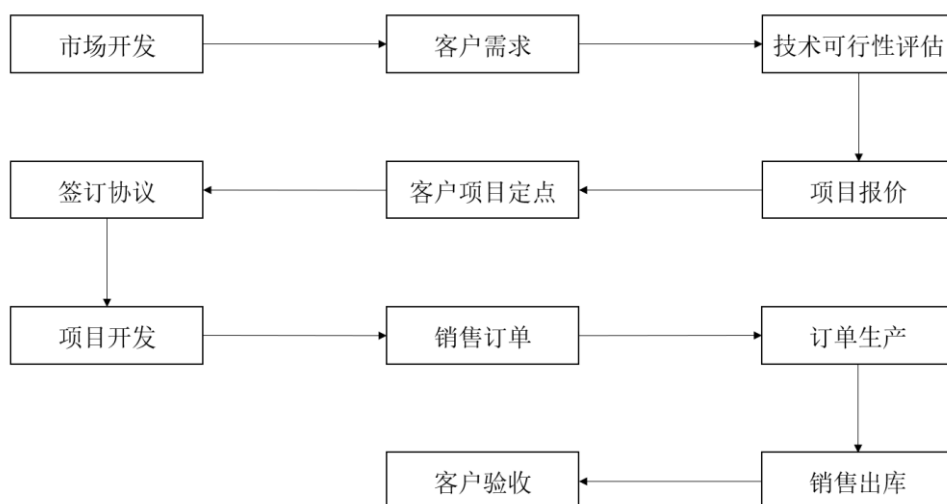 市场开发
客户需求
技术可行性评估
项目报价
客户项目定点
签订协议
项目开发
销售订单
订单生产
销售出库
客户验收